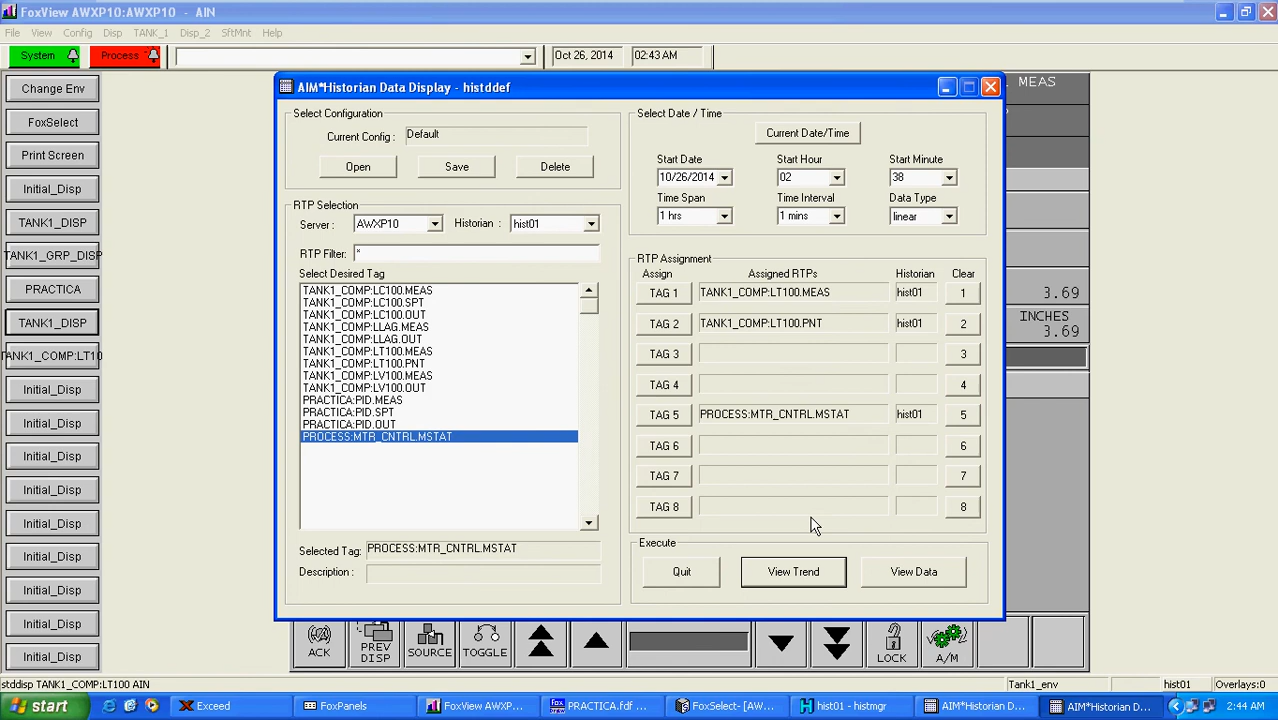 FoxView AWXP10:AWXP10 - AIN
File View Config Disp TANK_1 Disp_2 SftMnt Help
System Process Oct 26, 2014 02:43 AM
Change Env
FoxSelect
Print Screen
Initial_Disp
TANK1_DISP
TANK1_GRP_DISP
PRACTICA
TANK1_DISP
TANK1_COMP:LT10
Initial_Disp
Initial_Disp
Initial_Disp
Initial_Disp
Initial_Disp
Initial_Disp
Initial_Disp
Initial_Disp
Initial_Disp
MEAS
3.69
INCHES
3.69
AIM*Historian Data Display - histddef
Select Configuration
Current Config : Default
Open Save Delete
RTP Selection
Server : AWXP10 Historian : hist01
RTP Filter: *
Select Desired Tag
TANK1_COMP:LC100.MEAS
TANK1_COMP:LC100.SPT
TANK1_COMP:LC100.OUT
TANK1_COMP:LLAG.MEAS
TANK1_COMP:LLAG.OUT
TANK1_COMP:LT100.MEAS
TANK1_COMP:LT100.PNT
TANK1_COMP:LV100.MEAS
TANK1_COMP:LV100.OUT
PRACTICA:PID.MEAS
PRACTICA:PID.SPT
PRACTICA:PID.OUT
PROCESS:MTR_CNTRL.MSTAT
Selected Tag: PROCESS:MTR_CNTRL.MSTAT
Description :
Select Date / Time
Current Date/Time
Start Date Start Hour Start Minute
10/26/2014 02 38
Time Span Time Interval Data Type
1 hrs 1 mins linear
RTP Assignment
Assign Assigned RTPs Historian Clear
TAG 1 TANK1_COMP:LT100.MEAS hist01 1
TAG 2 TANK1_COMP:LT100.PNT hist01 2
TAG 3 3
TAG 4 4
TAG 5 PROCESS:MTR_CNTRL.MSTAT hist01 5
TAG 6 6
TAG 7 7
TAG 8 8
Execute
Quit View Trend View Data
ACK PREV DISP SOURCE TOGGLE LOCK A/M
stddisp TANK1_COMP:LT100 AIN Tank1_env hist01 Overlays:0
start Exceed FoxPanels FoxView AWXP10:A... PRACTICA.fdf - ... FoxSelect- [AW... hist01 - histmgr AIM*Historian D... AIM*Historian D... 2:44 AM